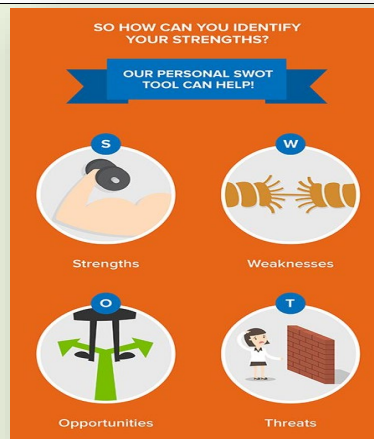 SO HOW CAN YOU IDENTIFY
YOUR STRENGTHS?
OUR PERSONAL SWOT
TOOL CAN HELP!
S
W
Strengths
Weaknesses
O
T
Opportunities
Threats